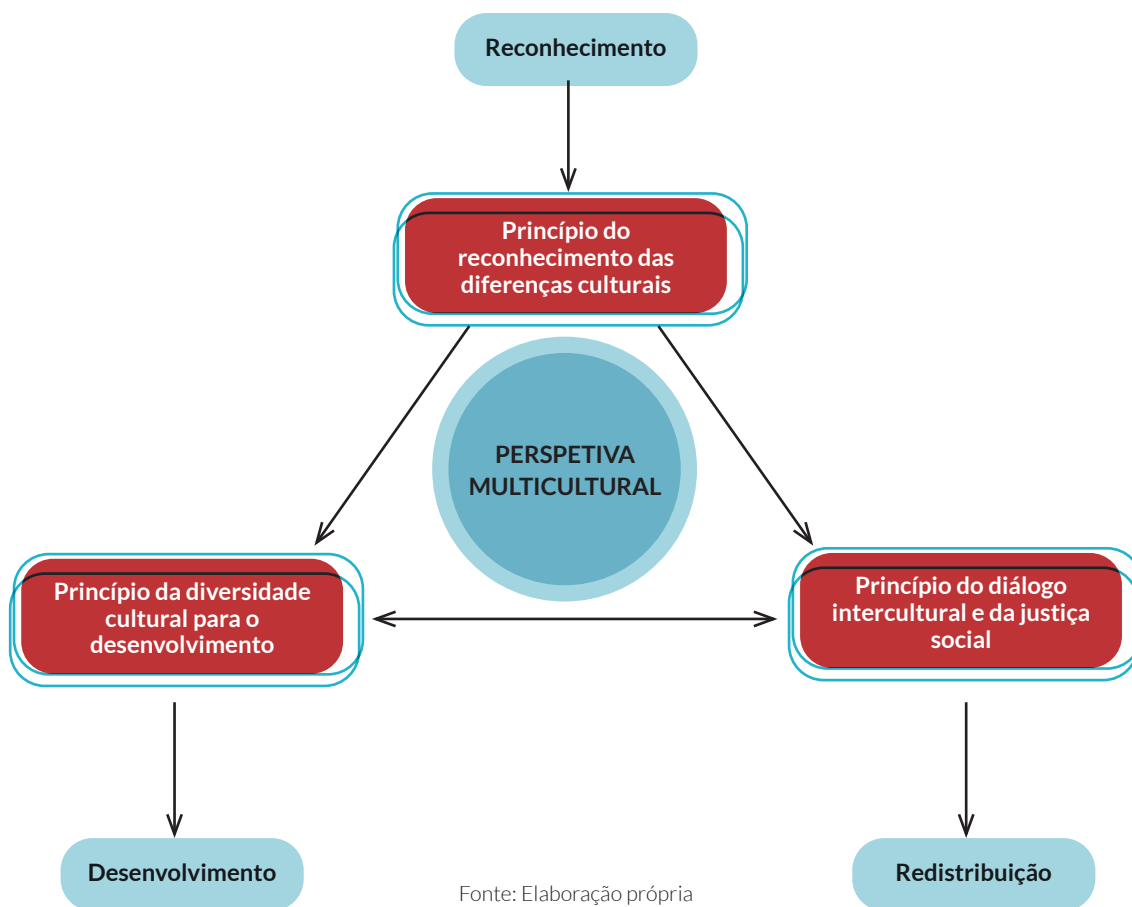 Reconhecimento
Princípio do
reconhecimento das
diferenças culturais
PERSPETIVA
MULTICULTURAL
Princípio da diversidade
cultural para o
desenvolvimento
Princípio do diálogo
intercultural e da justiça
social
Desenvolvimento
Redistribuição
Fonte: Elaboração própria